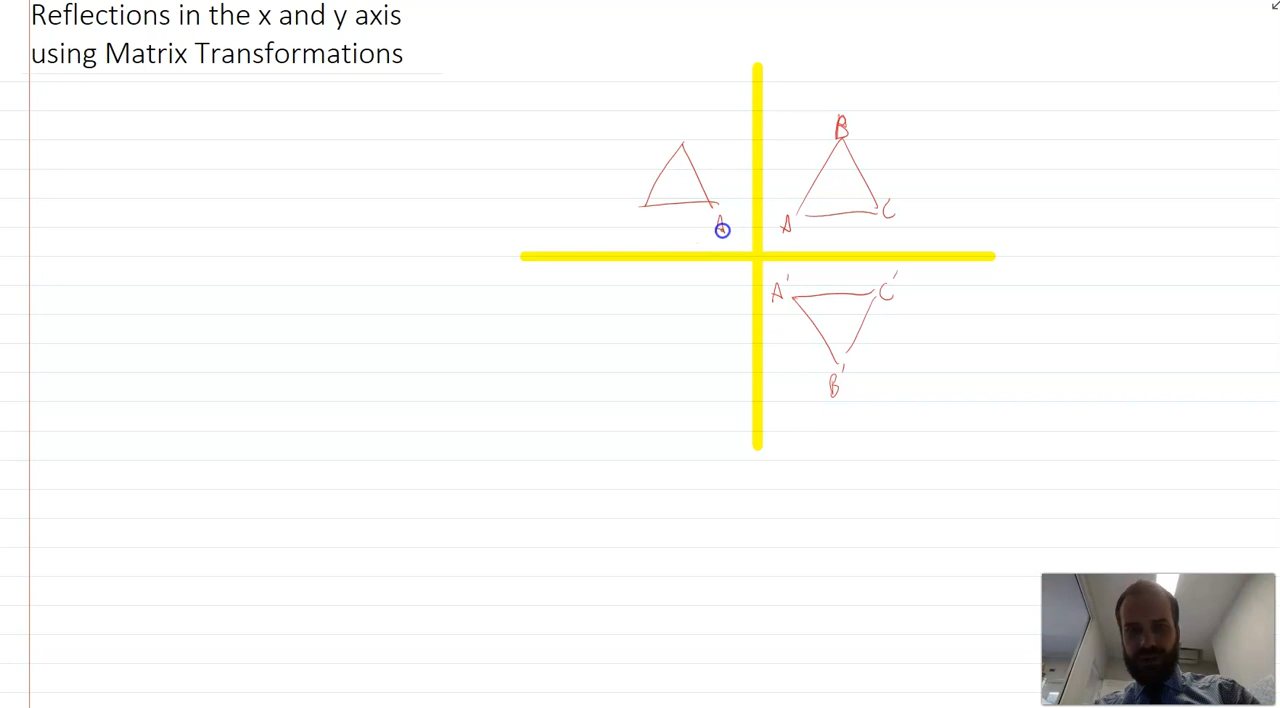 Reflections in the x and y axis
using Matrix Transformations
B
A
A
C
A'
C'
B'